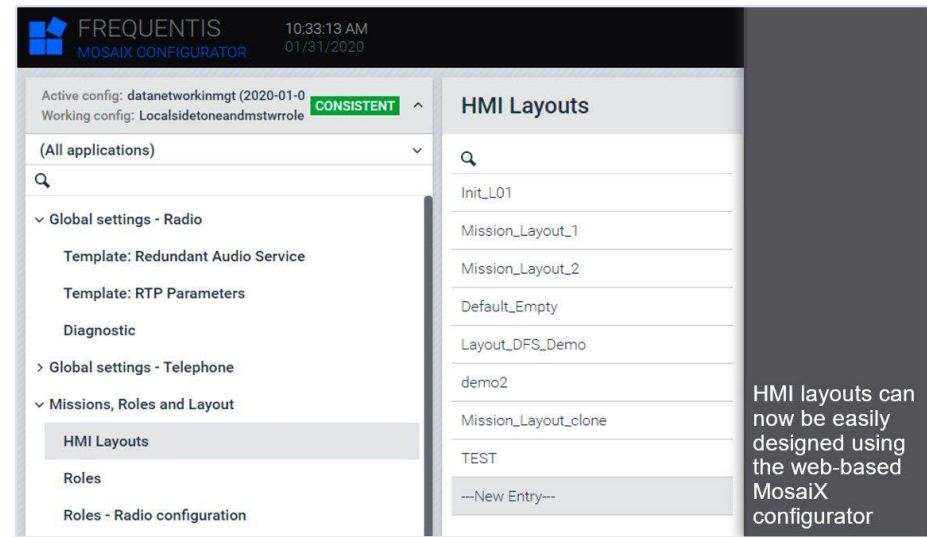 FREQUENTIS
MOSAIX CONFIGURATOR
10:33:13 AM
01/31/2020
Active config: datanetworkinmgt (2020-01-0
Working config: Localsidetoneandmstwrrole
CONSISTENT
(All applications)
Global settings - Radio
Template: Redundant Audio Service
Template: RTP Parameters
Diagnostic
Global settings - Telephone
Missions, Roles and Layout
HMI Layouts
Roles
Roles - Radio configuration
HMI Layouts
Init_L01
Mission_Layout_1
Mission_Layout_2
Default_Empty
Layout_DFS_Demo
demo2
Mission_Layout_clone
TEST
---New Entry---
HMI layouts can
now be easily
designed using
the web-based
MosaiX
configurator